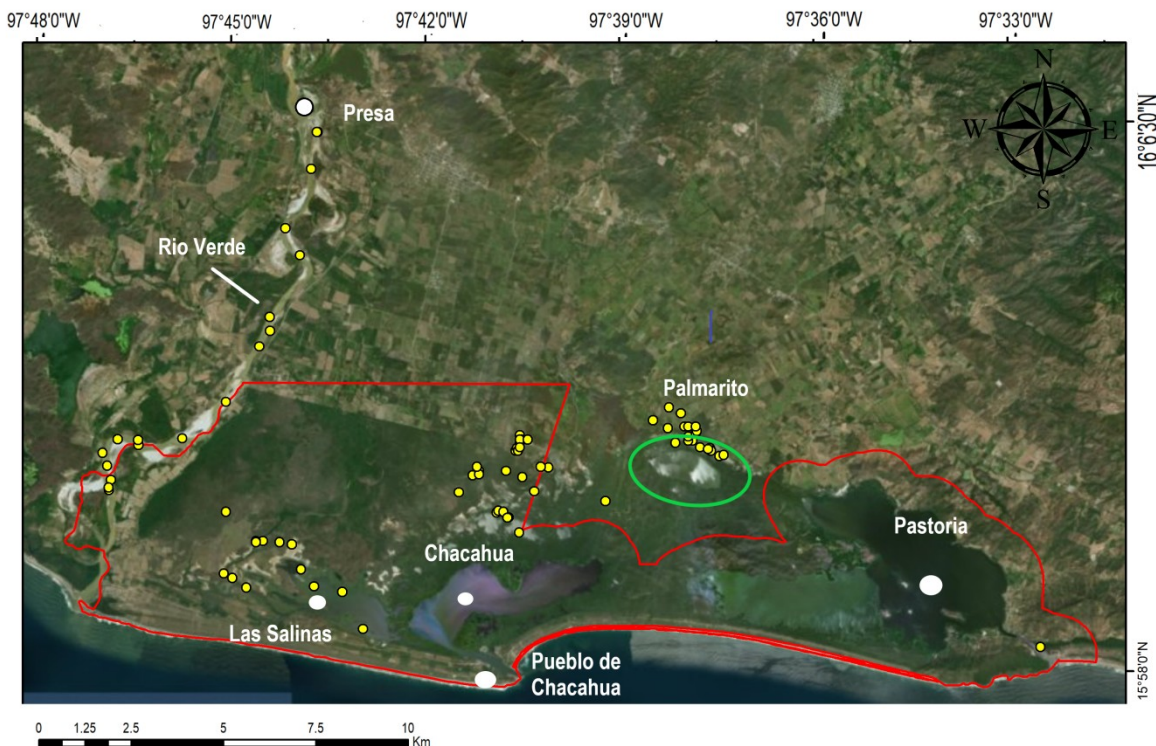 97°48'0"W 97°45'0"W 97°42'0"W 97°39'0"W 97°36'0"W 97°33'0"W
N
W E
S
16°6'30"N
Presa
Rio Verde
Palmarito
Pastoria
Chacahua
Las Salinas
Pueblo de
Chacahua
15°58'0"N
0 1.25 2.5 5 7.5 10
Km